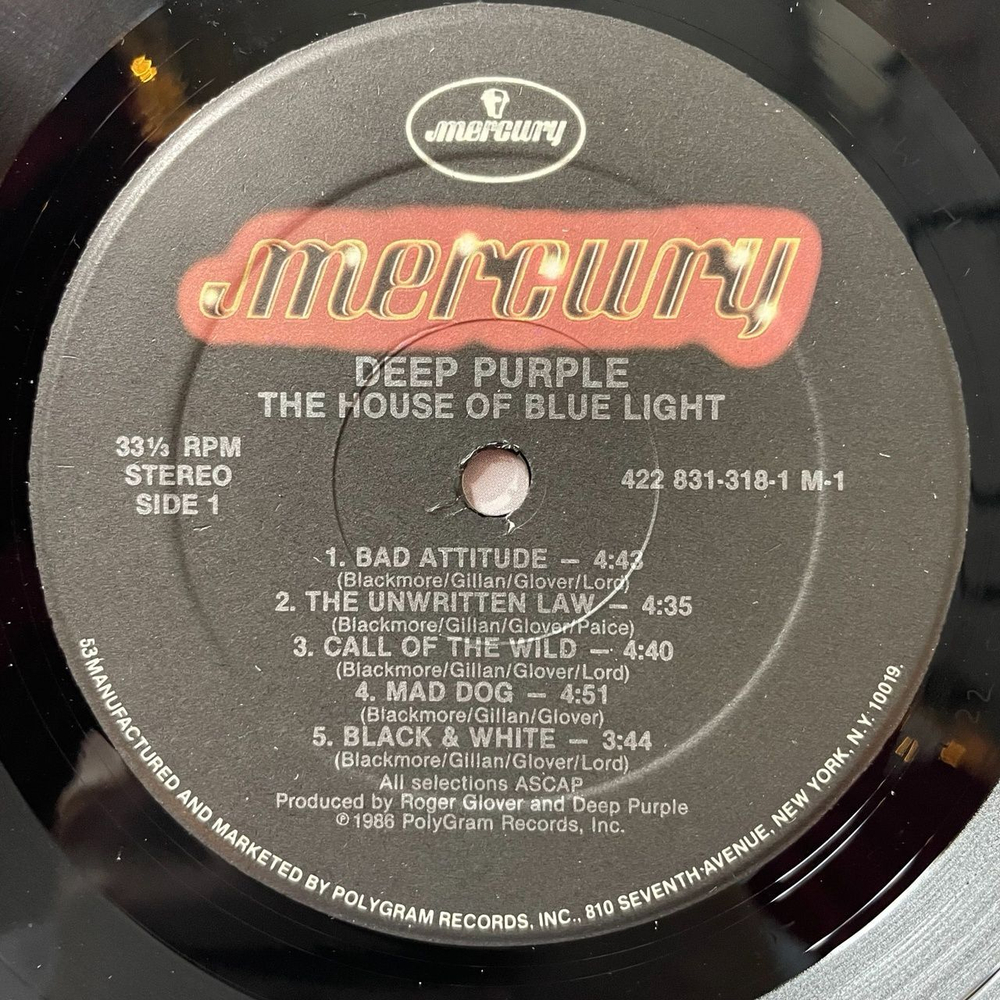 mercury
mercury
DEEP PURPLE
THE HOUSE OF BLUE LIGHT
33⅓ RPM
STEREO
SIDE 1
422 831-318-1 M-1
1. BAD ATTITUDE — 4:43
(Blackmore/Gillan/Glover/Lord)
2. THE UNWRITTEN LAW — 4:35
(Blackmore/Gillan/Glover/Paice)
3. CALL OF THE WILD — 4:40
(Blackmore/Gillan/Glover/Lord)
4. MAD DOG — 4:51
(Blackmore/Gillan/Glover)
5. BLACK & WHITE — 3:44
(Blackmore/Gillan/Glover/Lord)
All selections ASCAP
Produced by Roger Glover and Deep Purple
℗ 1986 PolyGram Records, Inc.
53 MANUFACTURED AND MARKETED BY POLYGRAM RECORDS, INC., 810 SEVENTH AVENUE, NEW YORK, N.Y. 10019.